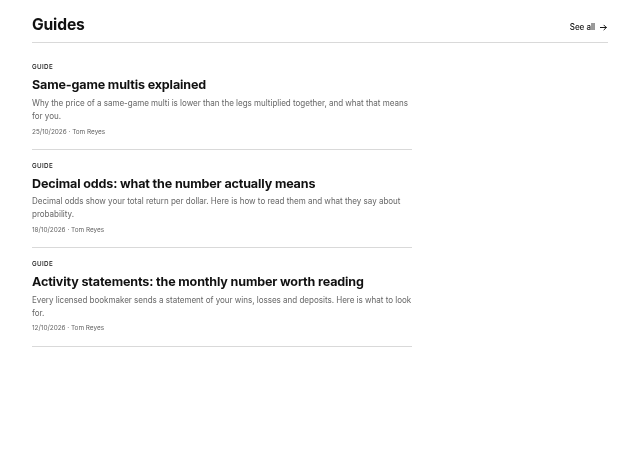 Guides
See all →
GUIDE
Same-game multis explained
Why the price of a same-game multi is lower than the legs multiplied together, and what that means
for you.
25/10/2026 · Tom Reyes
GUIDE
Decimal odds: what the number actually means
Decimal odds show your total return per dollar. Here is how to read them and what they say about
probability.
18/10/2026 · Tom Reyes
GUIDE
Activity statements: the monthly number worth reading
Every licensed bookmaker sends a statement of your wins, losses and deposits. Here is what to look
for.
12/10/2026 · Tom Reyes